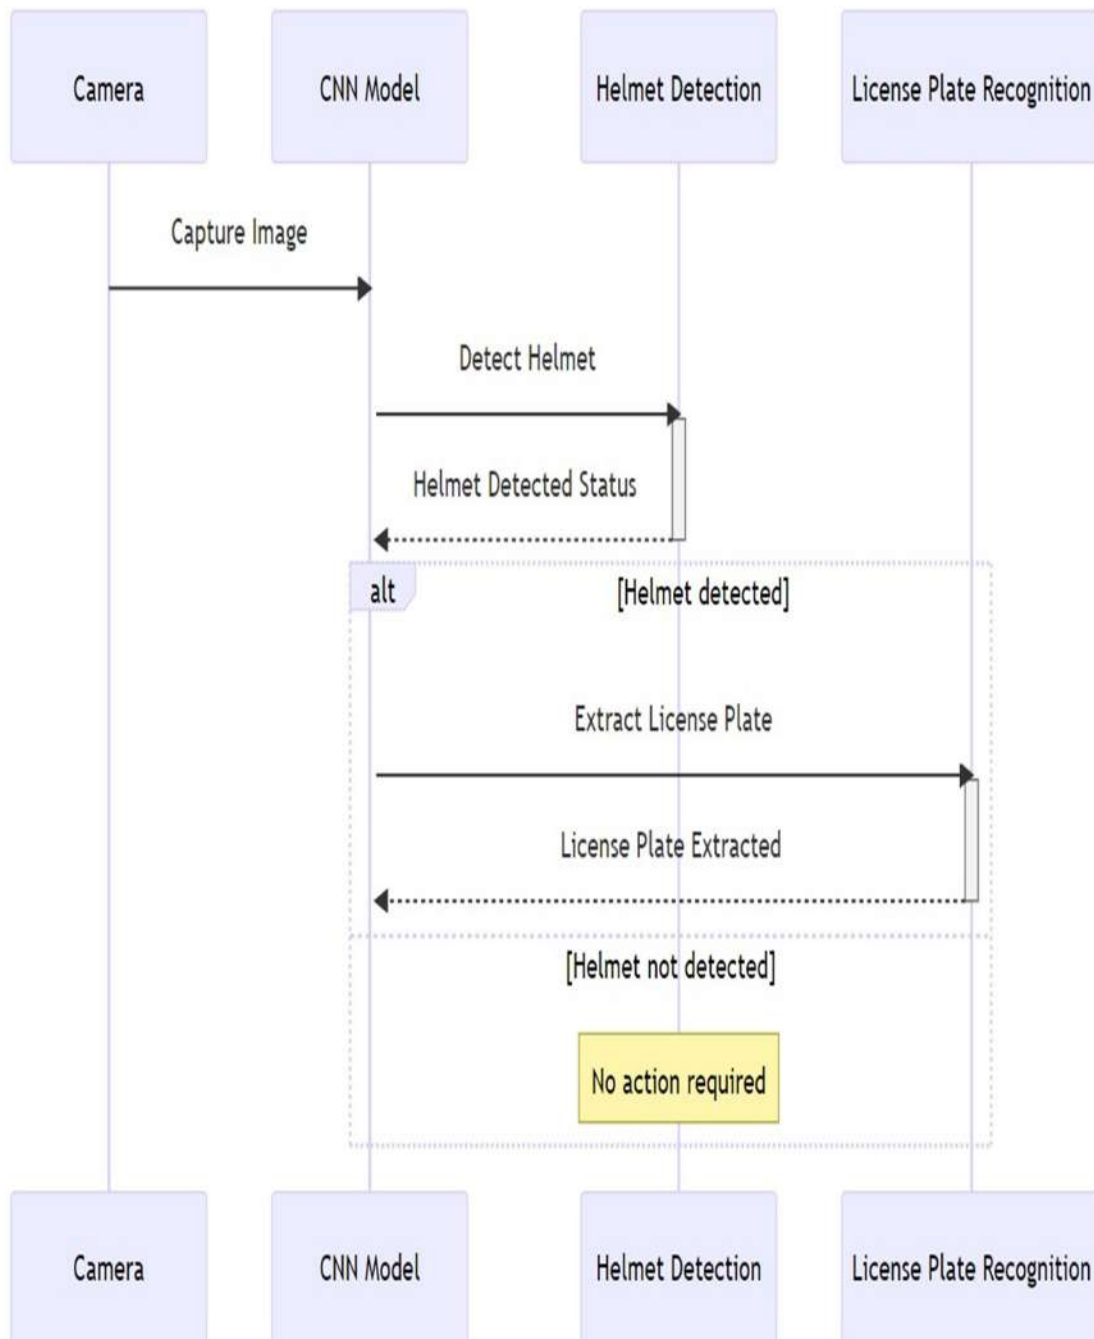 Camera
CNN Model
Helmet Detection
License Plate Recognition
Capture Image
Detect Helmet
Helmet Detected Status
alt
[Helmet detected]
Extract License Plate
License Plate Extracted
[Helmet not detected]
No action required
Camera
CNN Model
Helmet Detection
License Plate Recognition